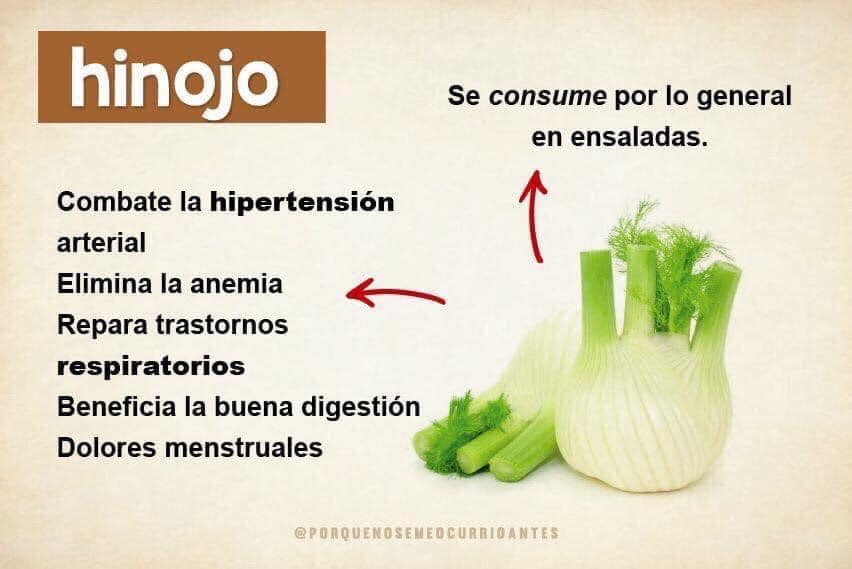 hinojo
Se consume por lo general
en ensaladas.
Combate la hipertensión
arterial
Elimina la anemia
Repara trastornos
respiratorios
Beneficia la buena digestión
Dolores menstruales
@PORQUENOSEMEOCURRIOANTES